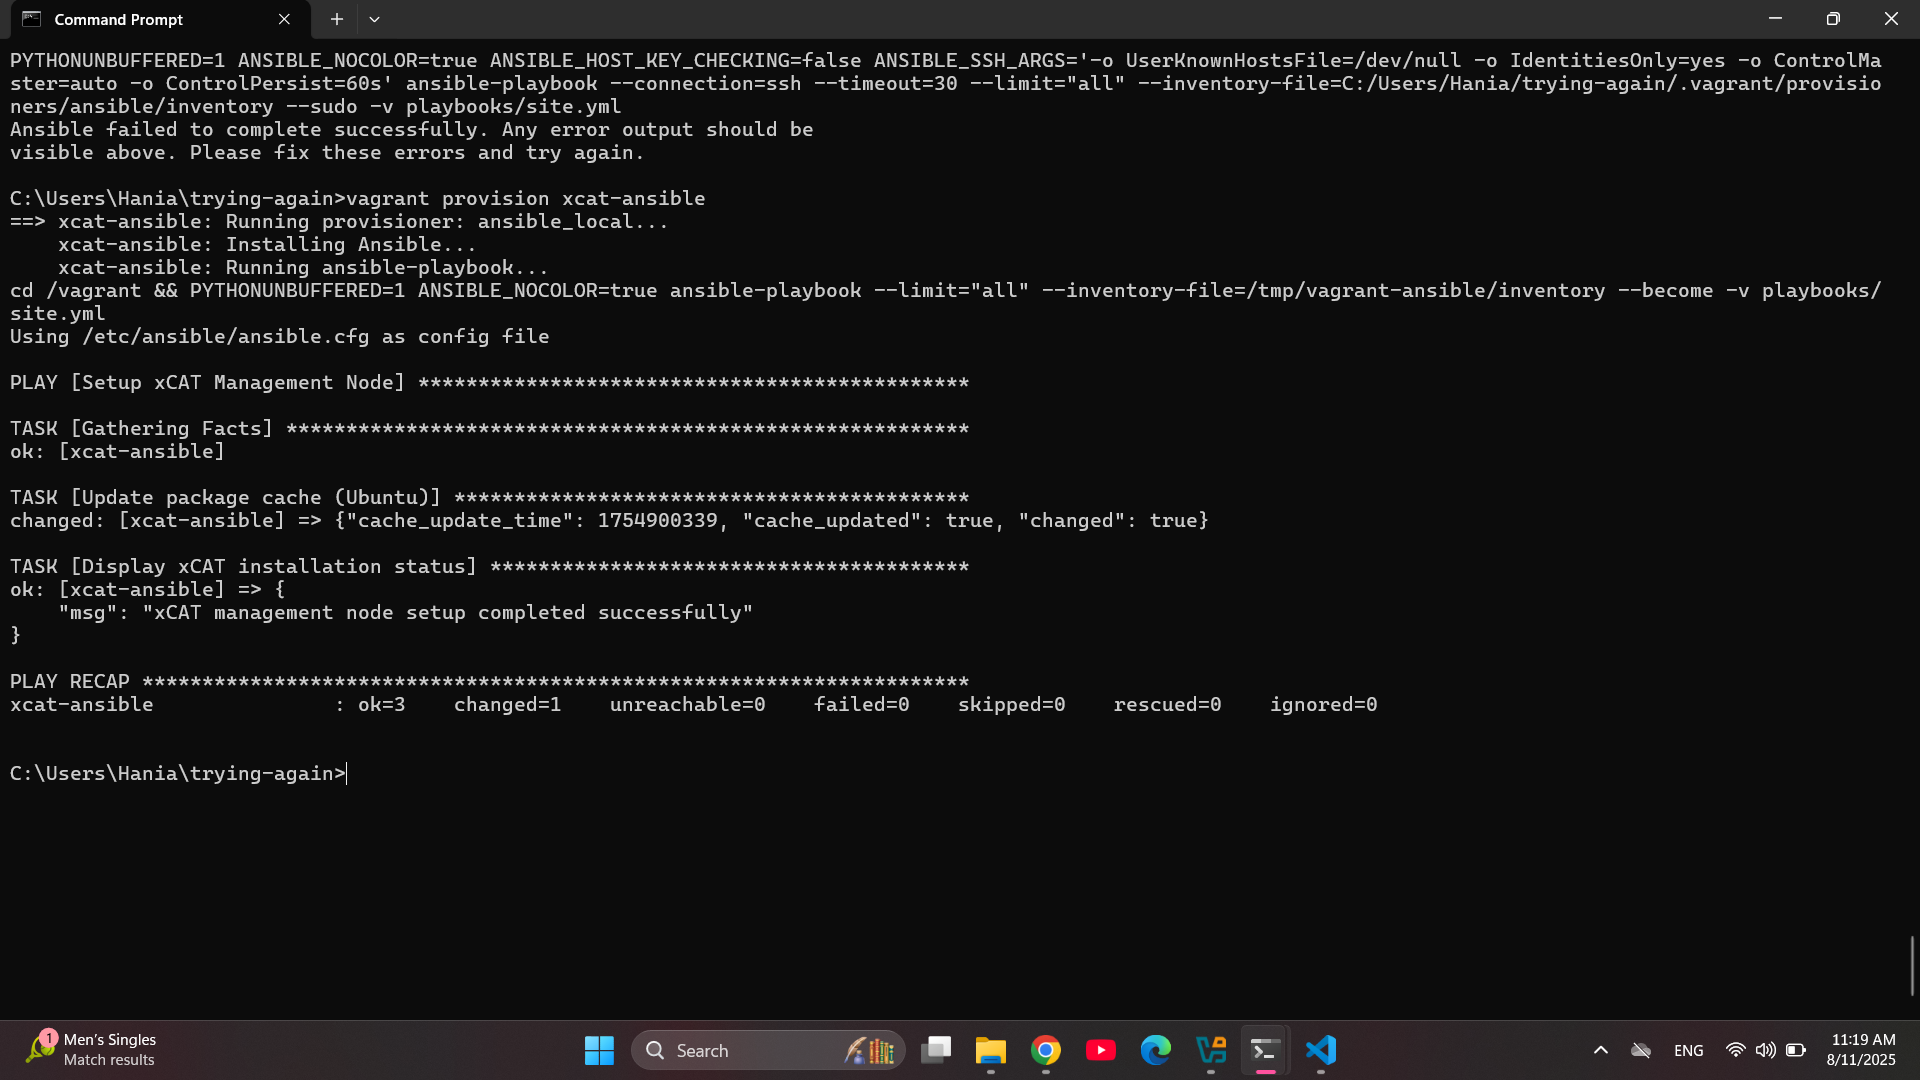 Command Prompt
PYTHONUNBUFFERED=1 ANSIBLE_NOCOLOR=true ANSIBLE_HOST_KEY_CHECKING=false ANSIBLE_SSH_ARGS='-o UserKnownHostsFile=/dev/null -o IdentitiesOnly=yes -o ControlMa
ster=auto -o ControlPersist=60s' ansible-playbook --connection=ssh --timeout=30 --limit="all" --inventory-file=C:/Users/Hania/trying-again/.vagrant/provisio
ners/ansible/inventory --sudo -v playbooks/site.yml
Ansible failed to complete successfully. Any error output should be
visible above. Please fix these errors and try again.
C:\Users\Hania\trying-again>vagrant provision xcat-ansible
==> xcat-ansible: Running provisioner: ansible_local...
    xcat-ansible: Installing Ansible...
    xcat-ansible: Running ansible-playbook...
cd /vagrant && PYTHONUNBUFFERED=1 ANSIBLE_NOCOLOR=true ansible-playbook --limit="all" --inventory-file=/tmp/vagrant-ansible/inventory --become -v playbooks/
site.yml
Using /etc/ansible/ansible.cfg as config file
PLAY [Setup xCAT Management Node] **********************************************
TASK [Gathering Facts] *********************************************************
ok: [xcat-ansible]
TASK [Update package cache (Ubuntu)] *******************************************
changed: [xcat-ansible] => {"cache_update_time": 1754900339, "cache_updated": true, "changed": true}
TASK [Display xCAT installation status] ****************************************
ok: [xcat-ansible] => {
    "msg": "xCAT management node setup completed successfully"
}
PLAY RECAP *********************************************************************
xcat-ansible               : ok=3    changed=1    unreachable=0    failed=0    skipped=0    rescued=0    ignored=0
C:\Users\Hania\trying-again>
1
Men's Singles
Match results
Search
ENG
11:19 AM
8/11/2025